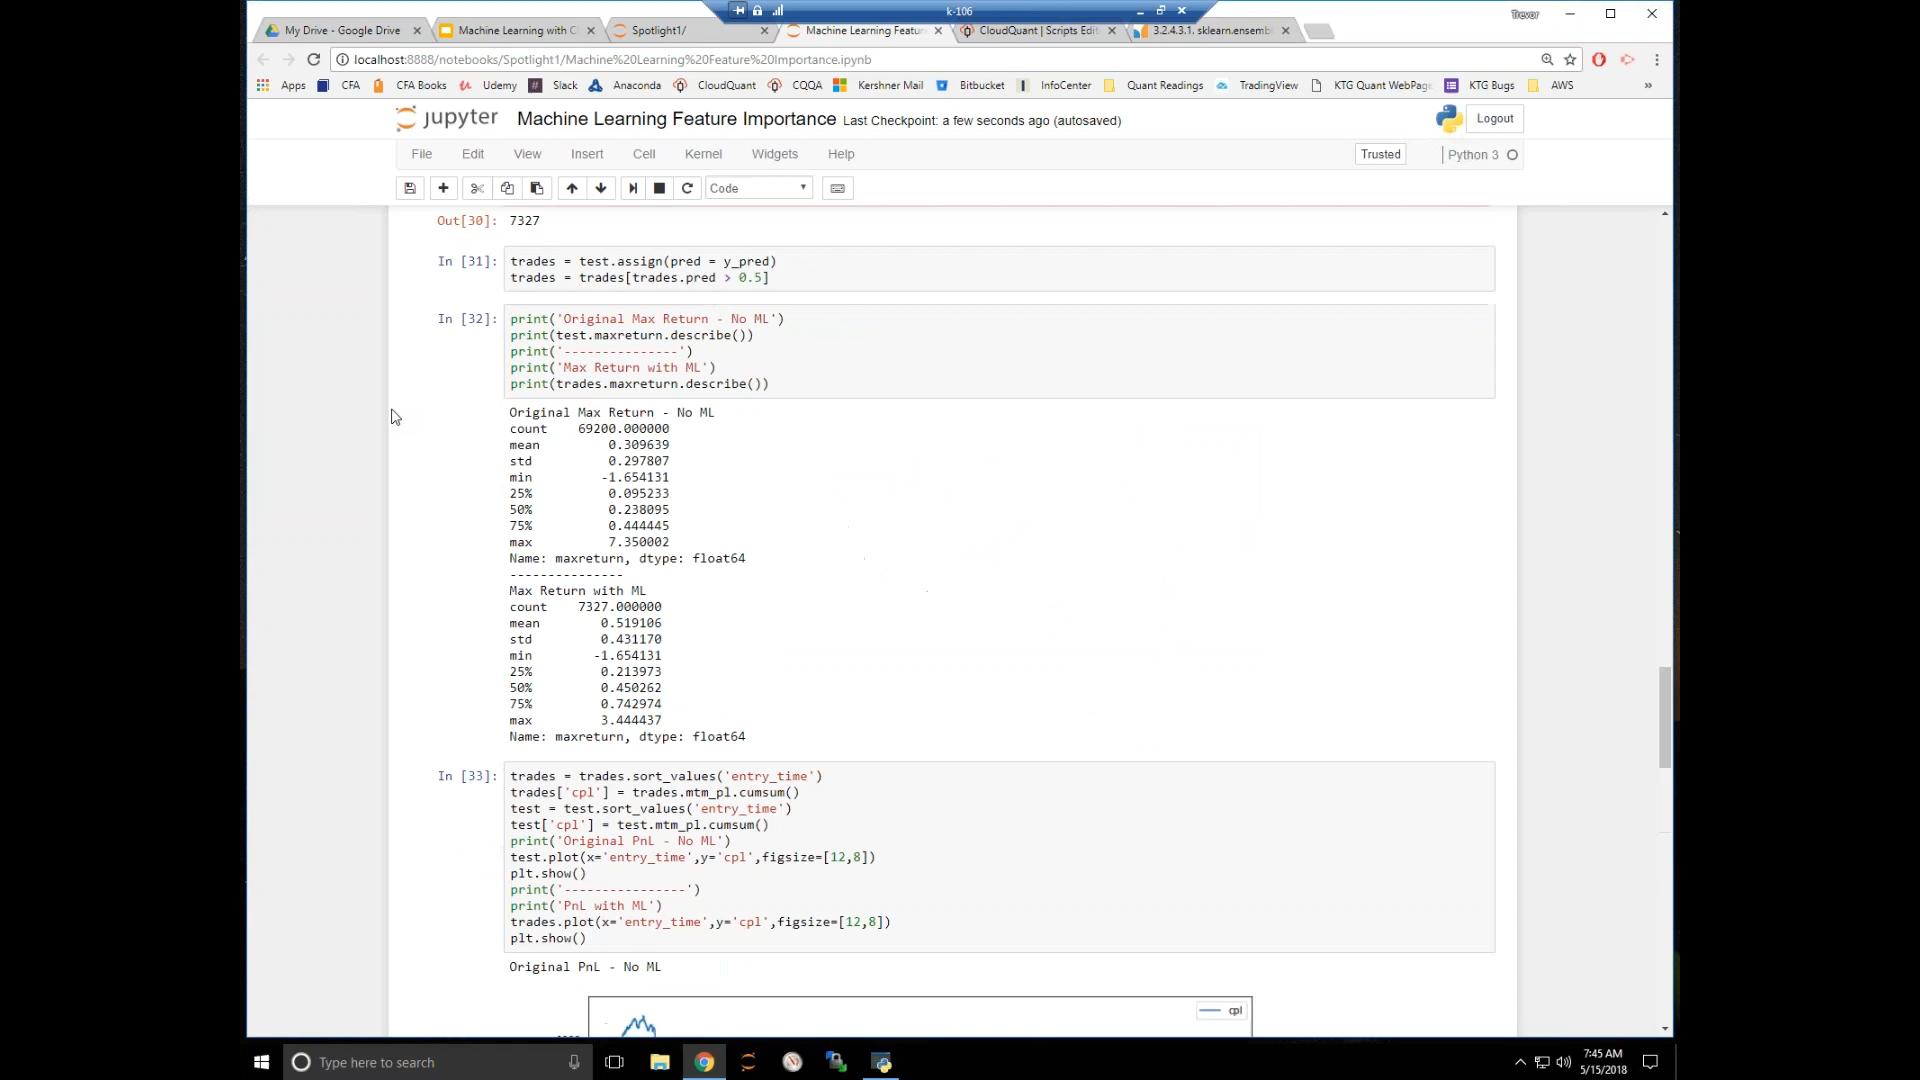 k-106
Trevor
My Drive - Google Drive
Machine Learning with C
Spotlight1/
Machine Learning Featur
CloudQuant | Scripts Edit
3.2.4.3.1. sklearn.ensemb
localhost:8888/notebooks/Spotlight1/Machine%20Learning%20Feature%20Importance.ipynb
Apps CFA CFA Books Udemy Slack Anaconda CloudQuant CQQA Kershner Mail Bitbucket InfoCenter Quant Readings TradingView KTG Quant WebPage KTG Bugs AWS »
jupyter Machine Learning Feature Importance Last Checkpoint: a few seconds ago (autosaved) Logout
File Edit View Insert Cell Kernel Widgets Help Trusted Python 3
Code
Out[30]: 7327
In [31]: trades = test.assign(pred = y_pred)
trades = trades[trades.pred > 0.5]
In [32]: print('Original Max Return - No ML')
print(test.maxreturn.describe())
print('---------------')
print('Max Return with ML')
print(trades.maxreturn.describe())
Original Max Return - No ML
count 69200.000000
mean 0.309639
std 0.297807
min -1.654131
25% 0.095233
50% 0.238095
75% 0.444445
max 7.350002
Name: maxreturn, dtype: float64
---------------
Max Return with ML
count 7327.000000
mean 0.519106
std 0.431170
min -1.654131
25% 0.213973
50% 0.450262
75% 0.742974
max 3.444437
Name: maxreturn, dtype: float64
In [33]: trades = trades.sort_values('entry_time')
trades['cpl'] = trades.mtm_pl.cumsum()
test = test.sort_values('entry_time')
test['cpl'] = test.mtm_pl.cumsum()
print('Original PnL - No ML')
test.plot(x='entry_time',y='cpl',figsize=[12,8])
plt.show()
print('----------------')
print('PnL with ML')
trades.plot(x='entry_time',y='cpl',figsize=[12,8])
plt.show()
Original PnL - No ML
cpl
Type here to search
7:45 AM
5/15/2018